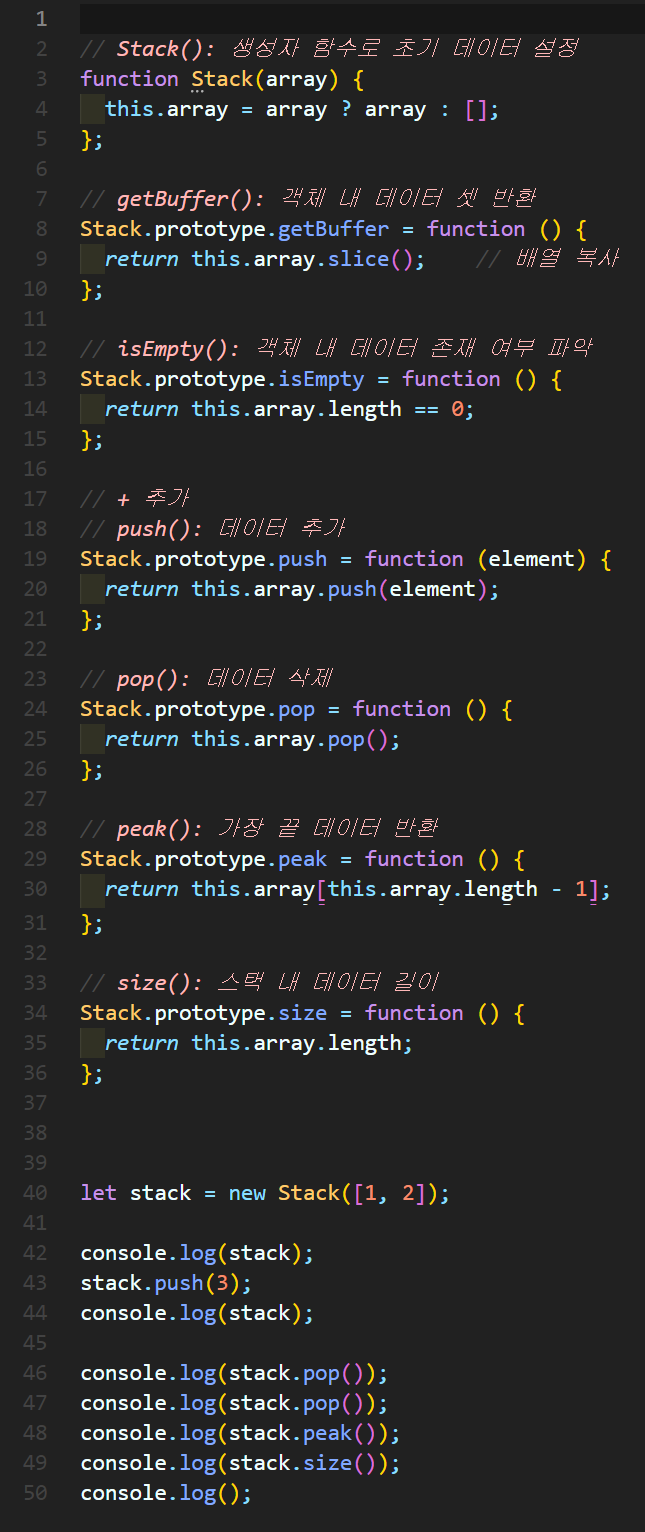 1
2 // Stack(): 생성자 함수로 초기 데이터 설정
3 function Stack(array) {
4   this.array = array ? array : [];
5 };
6
7 // getBuffer(): 객체 내 데이터 셋 반환
8 Stack.prototype.getBuffer = function () {
9   return this.array.slice();    // 배열 복사
10 };
11
12 // isEmpty(): 객체 내 데이터 존재 여부 파악
13 Stack.prototype.isEmpty = function () {
14   return this.array.length == 0;
15 };
16
17 // + 추가
18 // push(): 데이터 추가
19 Stack.prototype.push = function (element) {
20   return this.array.push(element);
21 };
22
23 // pop(): 데이터 삭제
24 Stack.prototype.pop = function () {
25   return this.array.pop();
26 };
27
28 // peak(): 가장 끝 데이터 반환
29 Stack.prototype.peak = function () {
30   return this.array[this.array.length - 1];
31 };
32
33 // size(): 스택 내 데이터 길이
34 Stack.prototype.size = function () {
35   return this.array.length;
36 };
37
38
39
40 let stack = new Stack([1, 2]);
41
42 console.log(stack);
43 stack.push(3);
44 console.log(stack);
45
46 console.log(stack.pop());
47 console.log(stack.pop());
48 console.log(stack.peak());
49 console.log(stack.size());
50 console.log();